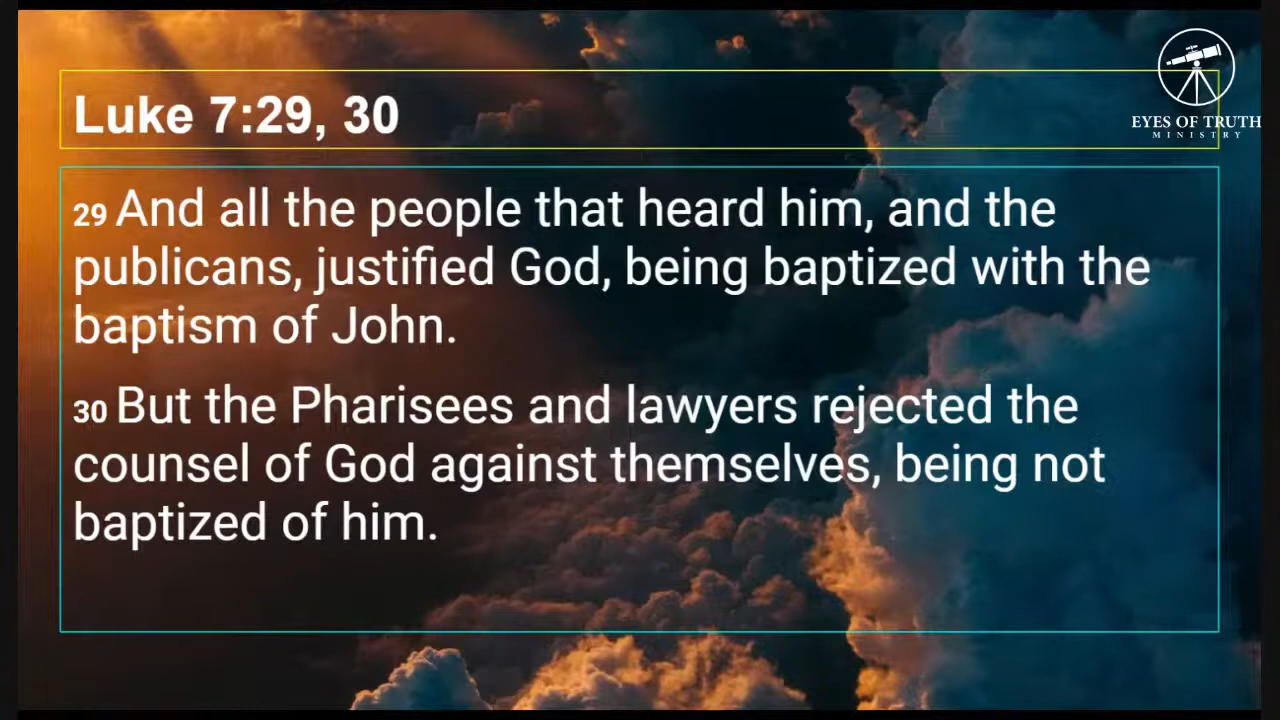 EYES OF TRUTH
MINISTRY
Luke 7:29, 30
29 And all the people that heard him, and the
publicans, justified God, being baptized with the
baptism of John.
30 But the Pharisees and lawyers rejected the
counsel of God against themselves, being not
baptized of him.